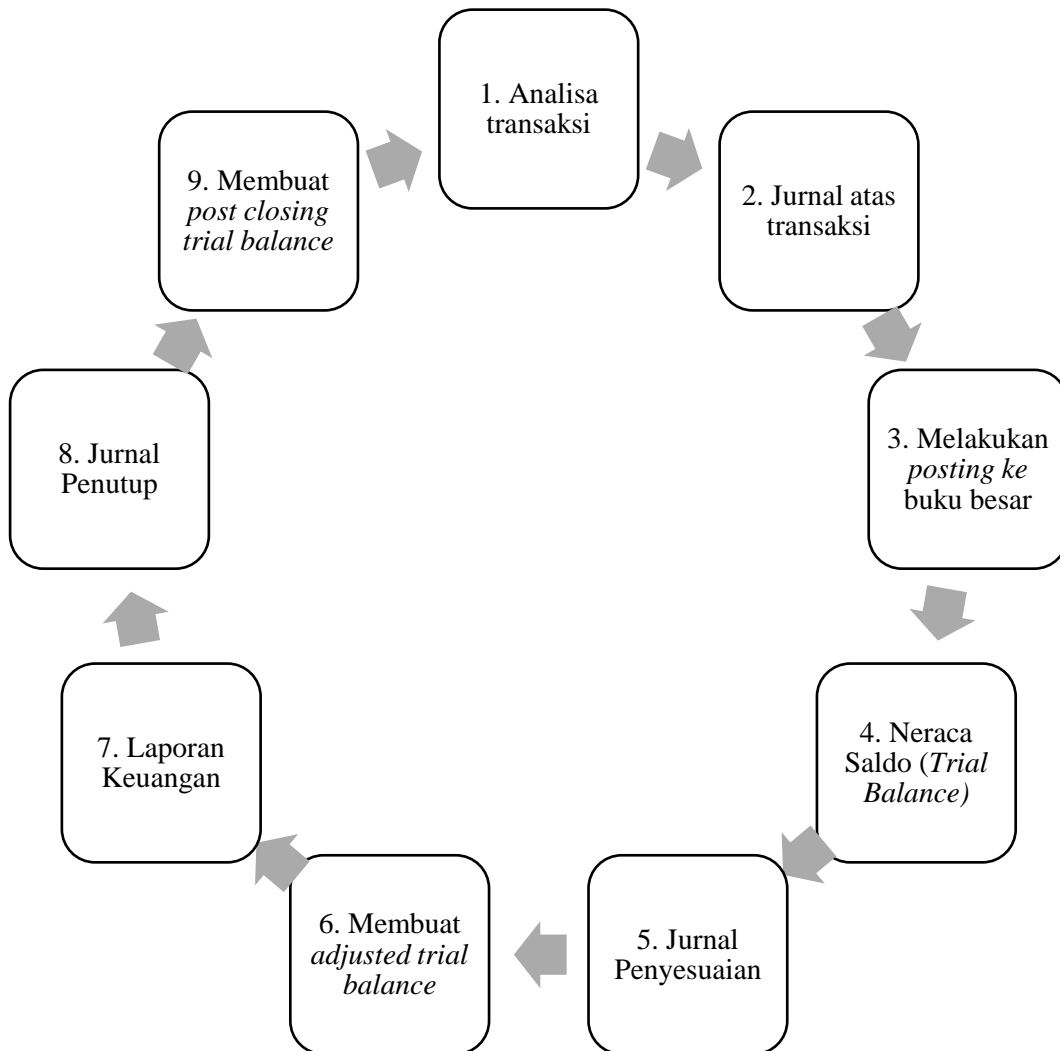 1. Analisa
transaksi
2. Jurnal atas
transaksi
3. Melakukan
posting ke
buku besar
4. Neraca
Saldo (Trial
Balance)
5. Jurnal
Penyesuaian
6. Membuat
adjusted trial
balance
7. Laporan
Keuangan
8. Jurnal
Penutup
9. Membuat
post closing
trial balance